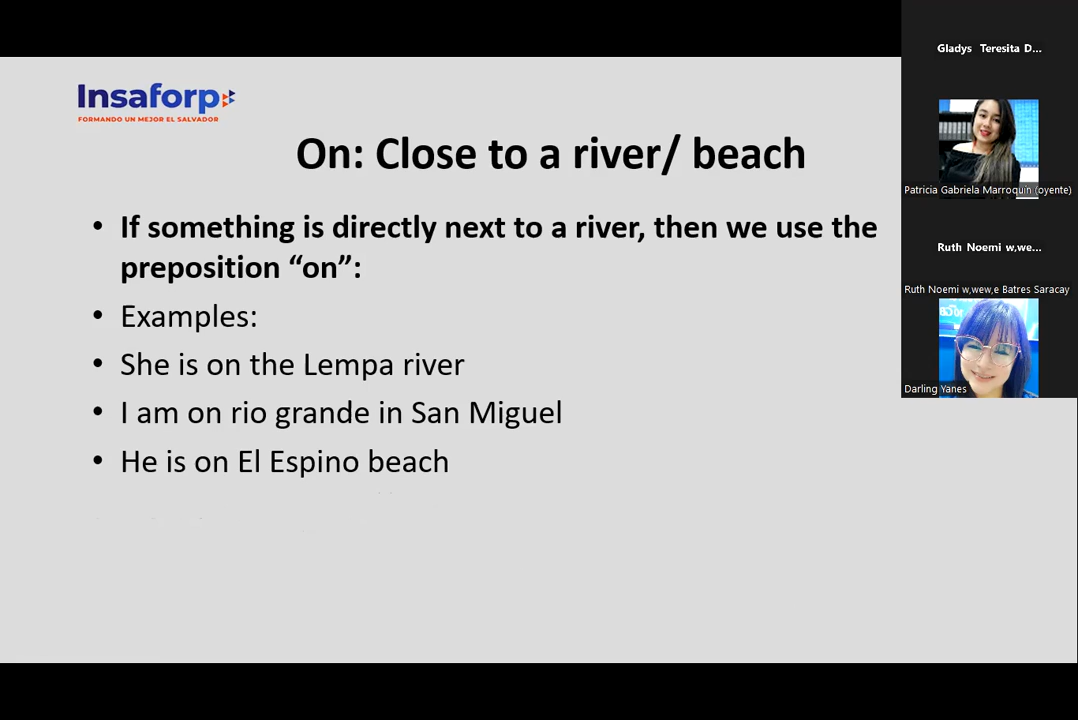 Insaforp
FORMANDO UN MEJOR EL SALVADOR
On: Close to a river/ beach
• If something is directly next to a river, then we use the
preposition “on”:
• Examples:
• She is on the Lempa river
• I am on rio grande in San Miguel
• He is on El Espino beach
Gladys Teresita D...
Patricia Gabriela Marroquín (oyente)
Ruth Noemi w,we...
Ruth Noemi w,wew,e Batres Saracay
Darling Yanes